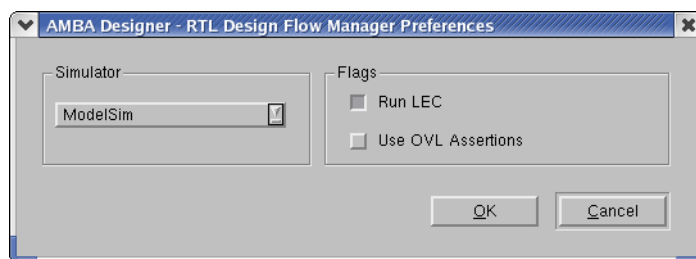 AMBA Designer - RTL Design Flow Manager Preferences
Simulator
ModelSim
Flags
Run LEC
Use OVL Assertions
OK
Cancel